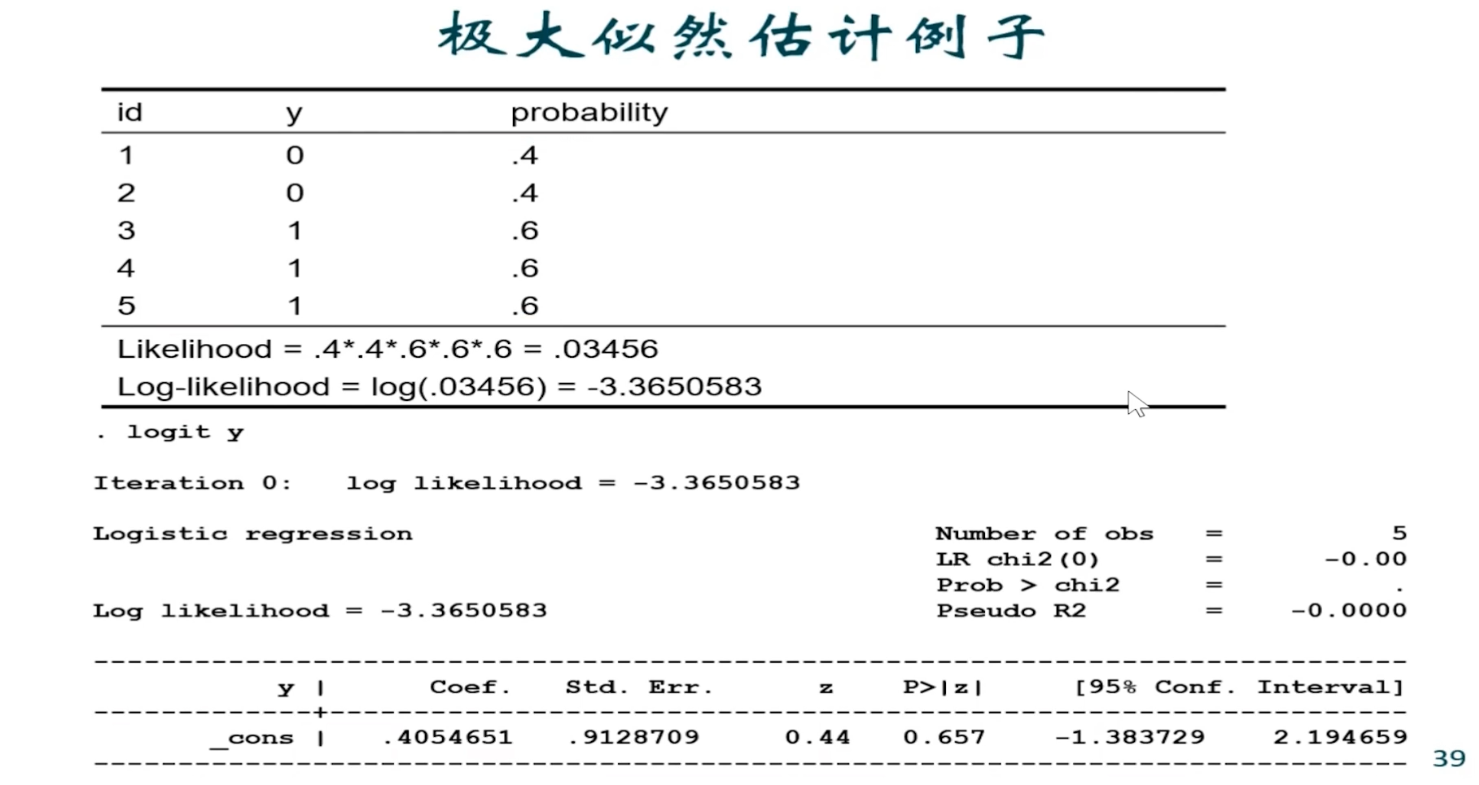 极大似然估计例子
id y probability
1 0 .4
2 0 .4
3 1 .6
4 1 .6
5 1 .6
Likelihood = .4*.4*.6*.6*.6 = .03456
Log-likelihood = log(.03456) = -3.3650583
. logit y
Iteration 0: log likelihood = -3.3650583
Logistic regression Number of obs = 5
LR chi2(0) = -0.00
Prob > chi2 = .
Log likelihood = -3.3650583 Pseudo R2 = -0.0000
------------------------------------------------------------------------------
y | Coef. Std. Err. z P>|z| [95% Conf. Interval]
-------------+----------------------------------------------------------------
_cons | .4054651 .9128709 0.44 0.657 -1.383729 2.194659
------------------------------------------------------------------------------
39